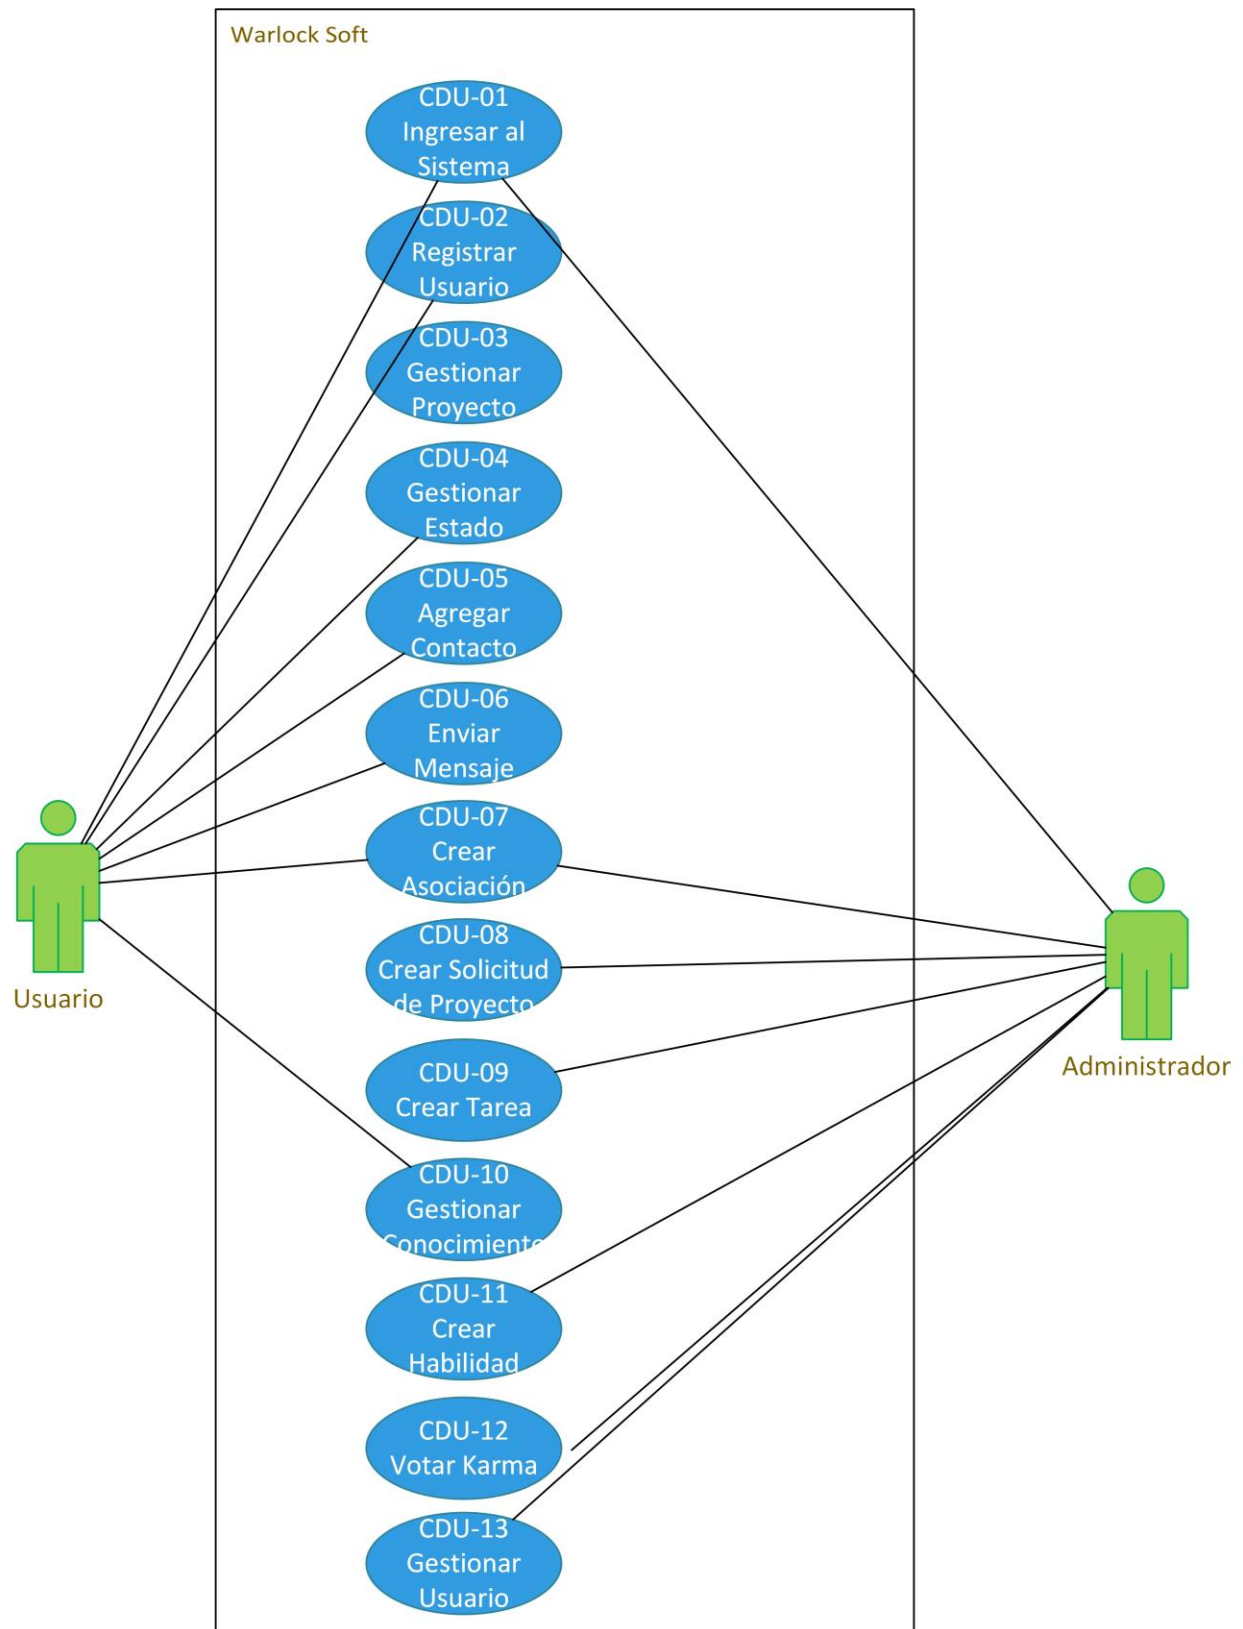 Warlock Soft
CDU-01
Ingresar al
Sistema
CDU-02
Registrar
Usuario
CDU-03
Gestionar
Proyecto
CDU-04
Gestionar
Estado
CDU-05
Agregar
Contacto
CDU-06
Enviar
Mensaje
CDU-07
Crear
Asociación
CDU-08
Crear Solicitud
de Proyecto
CDU-09
Crear Tarea
CDU-10
Gestionar
Conocimiento
CDU-11
Crear
Habilidad
CDU-12
Votar Karma
CDU-13
Gestionar
Usuario
Usuario
Administrador